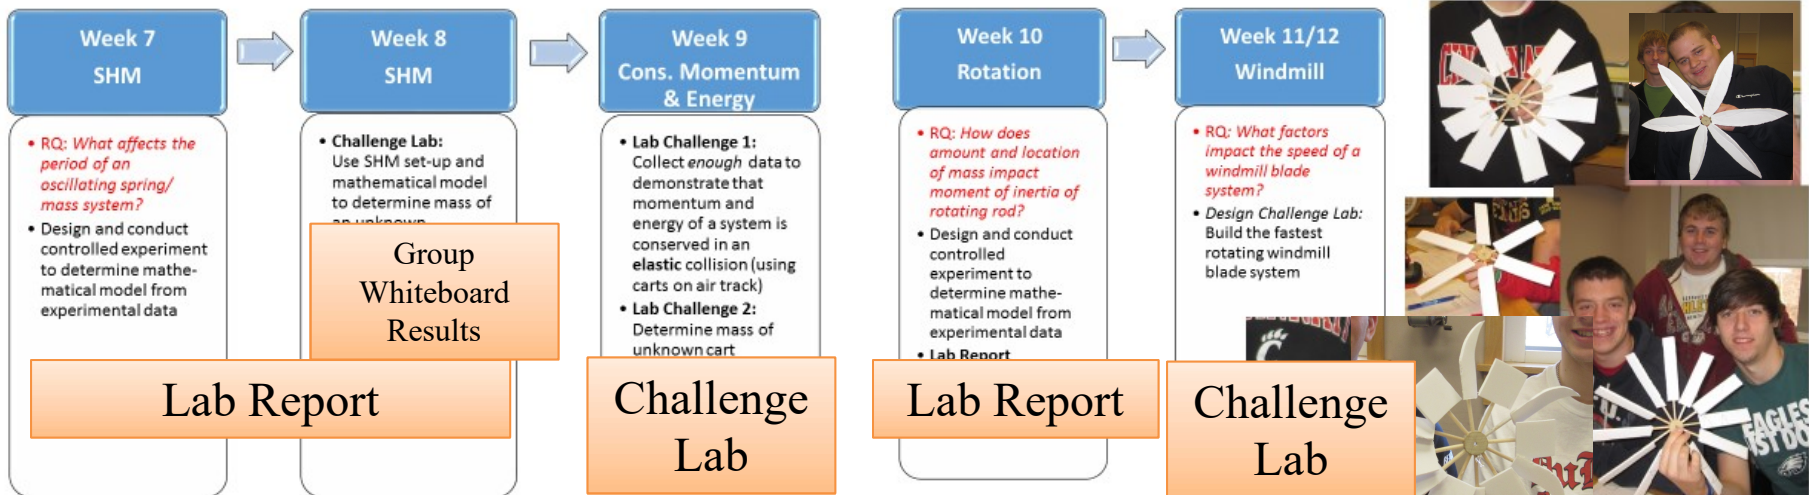 Week 7
SHM
• RQ: What affects the
period of an
oscillating spring/
mass system?
• Design and conduct
controlled experiment
to determine mathe-
matical model from
experimental data
Week 8
SHM
• Challenge Lab:
Use SHM set-up and
mathematical model
to determine mass of
an unknown
Group
Whiteboard
Results
Lab Report
Week 9
Cons. Momentum
& Energy
• Lab Challenge 1:
Collect enough data to
demonstrate that
momentum and
energy of a system is
conserved in an
elastic collision (using
carts on air track)
• Lab Challenge 2:
Determine mass of
unknown cart
Challenge
Lab
Week 10
Rotation
• RQ: How does
amount and location
of mass impact
moment of inertia of
rotating rod?
• Design and conduct
controlled
experiment to
determine mathe-
matical model from
experimental data
• Lab Report
Lab Report
Week 11/12
Windmill
• RQ: What factors
impact the speed of a
windmill blade
system?
• Design Challenge Lab:
Build the fastest
rotating windmill
blade system
Challenge
Lab
EAGLES